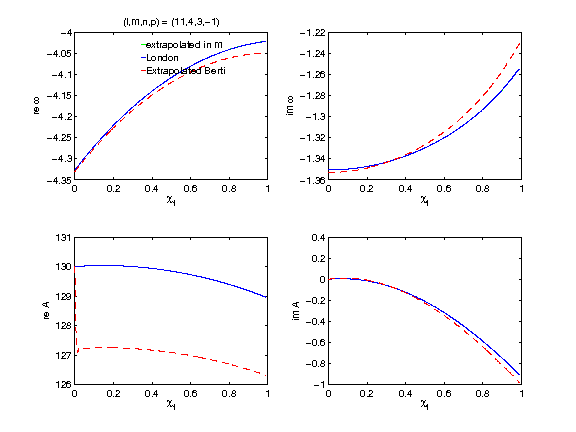 (l,m,n,p) = (11,4,3,−1)
−4
−4.05
−4.1
−4.15
−4.2
−4.25
−4.3
−4.35
re ω
extrapolated in M
London
Extrapolated Berti
0 0.2 0.4 0.6 0.8 1
χf
−1.22
−1.24
−1.26
−1.28
−1.3
−1.32
−1.34
−1.36
im ω
0 0.2 0.4 0.6 0.8 1
χf
131
130
129
128
127
126
re A
0 0.2 0.4 0.6 0.8 1
χf
0.4
0.2
0
−0.2
−0.4
−0.6
−0.8
−1
im A
0 0.2 0.4 0.6 0.8 1
χf